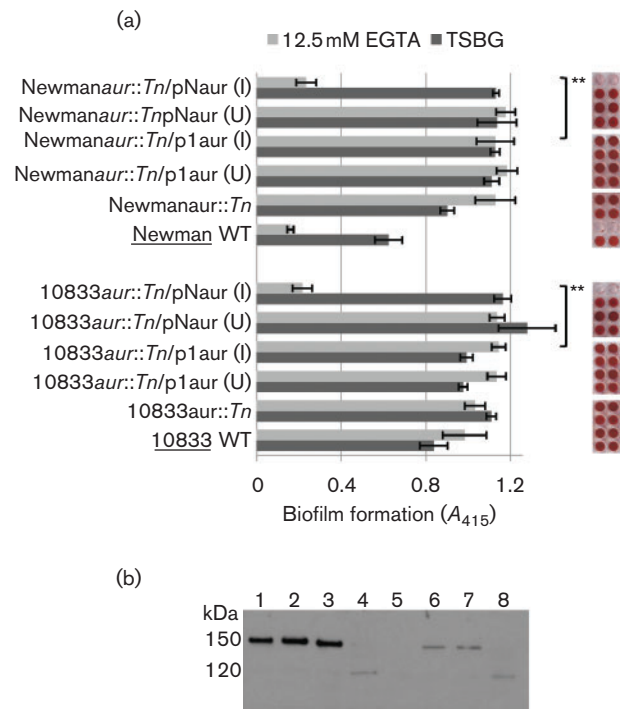 (a)
12.5 mM EGTA TSBG
Newmanaur::Tn/pNaur (I)
Newmanaur::TnpNaur (U)
Newmanaur::Tn/p1aur (I)
Newmanaur::Tn/p1aur (U)
Newmanaur::Tn
Newman WT
10833aur::Tn/pNaur (I)
10833aur::Tn/pNaur (U)
10833aur::Tn/p1aur (I)
10833aur::Tn/p1aur (U)
10833aur::Tn
10833 WT
**
**
0 0.4 0.8 1.2
Biofilm formation (A415)
(b)
kDa 1 2 3 4 5 6 7 8
150
120